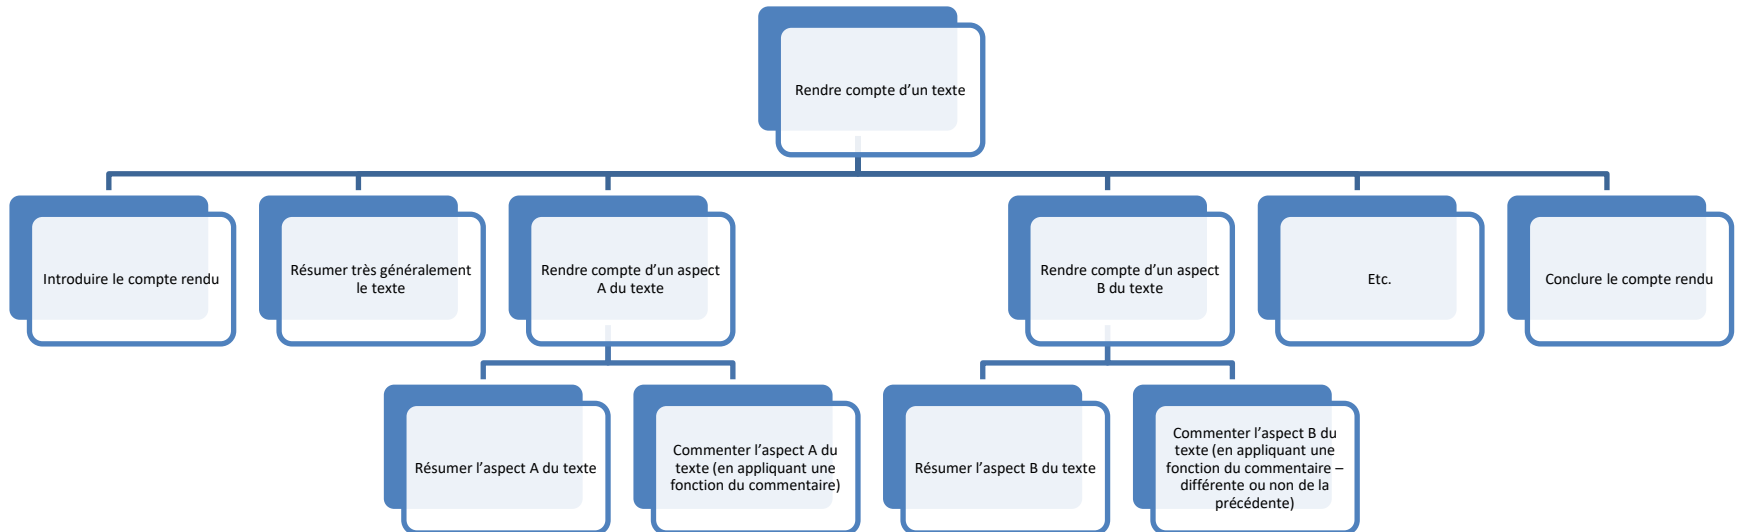 Rendre compte d’un texte
Introduire le compte rendu
Résumer très généralement
le texte
Rendre compte d’un aspect
A du texte
Rendre compte d’un aspect
B du texte
Etc.
Conclure le compte rendu
Résumer l’aspect A du texte
Commenter l’aspect A du
texte (en appliquant une
fonction du commentaire)
Résumer l’aspect B du texte
Commenter l’aspect B du
texte (en appliquant une
fonction du commentaire –
différente ou non de la
précédente)